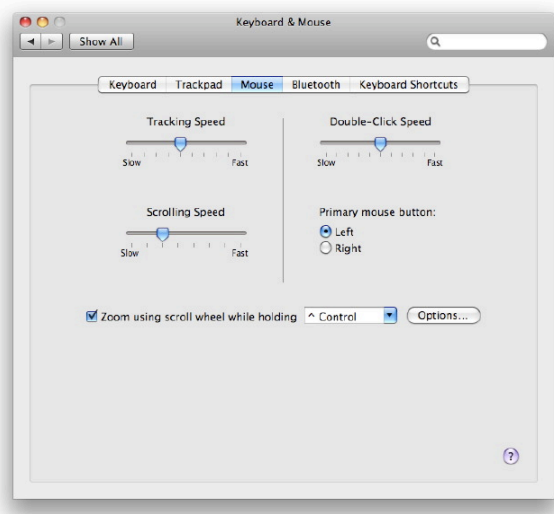 Keyboard & Mouse
Show All
Keyboard Trackpad Mouse Bluetooth Keyboard Shortcuts
Tracking Speed
Slow Fast
Double-Click Speed
Slow Fast
Scrolling Speed
Slow Fast
Primary mouse button:
Left
Right
Zoom using scroll wheel while holding ^ Control Options...
?